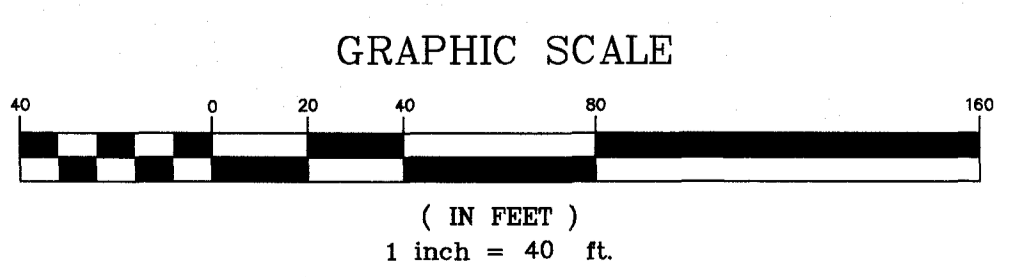 GRAPHIC SCALE
40 0 20 40 80 160
( IN FEET )
1 inch = 40 ft.